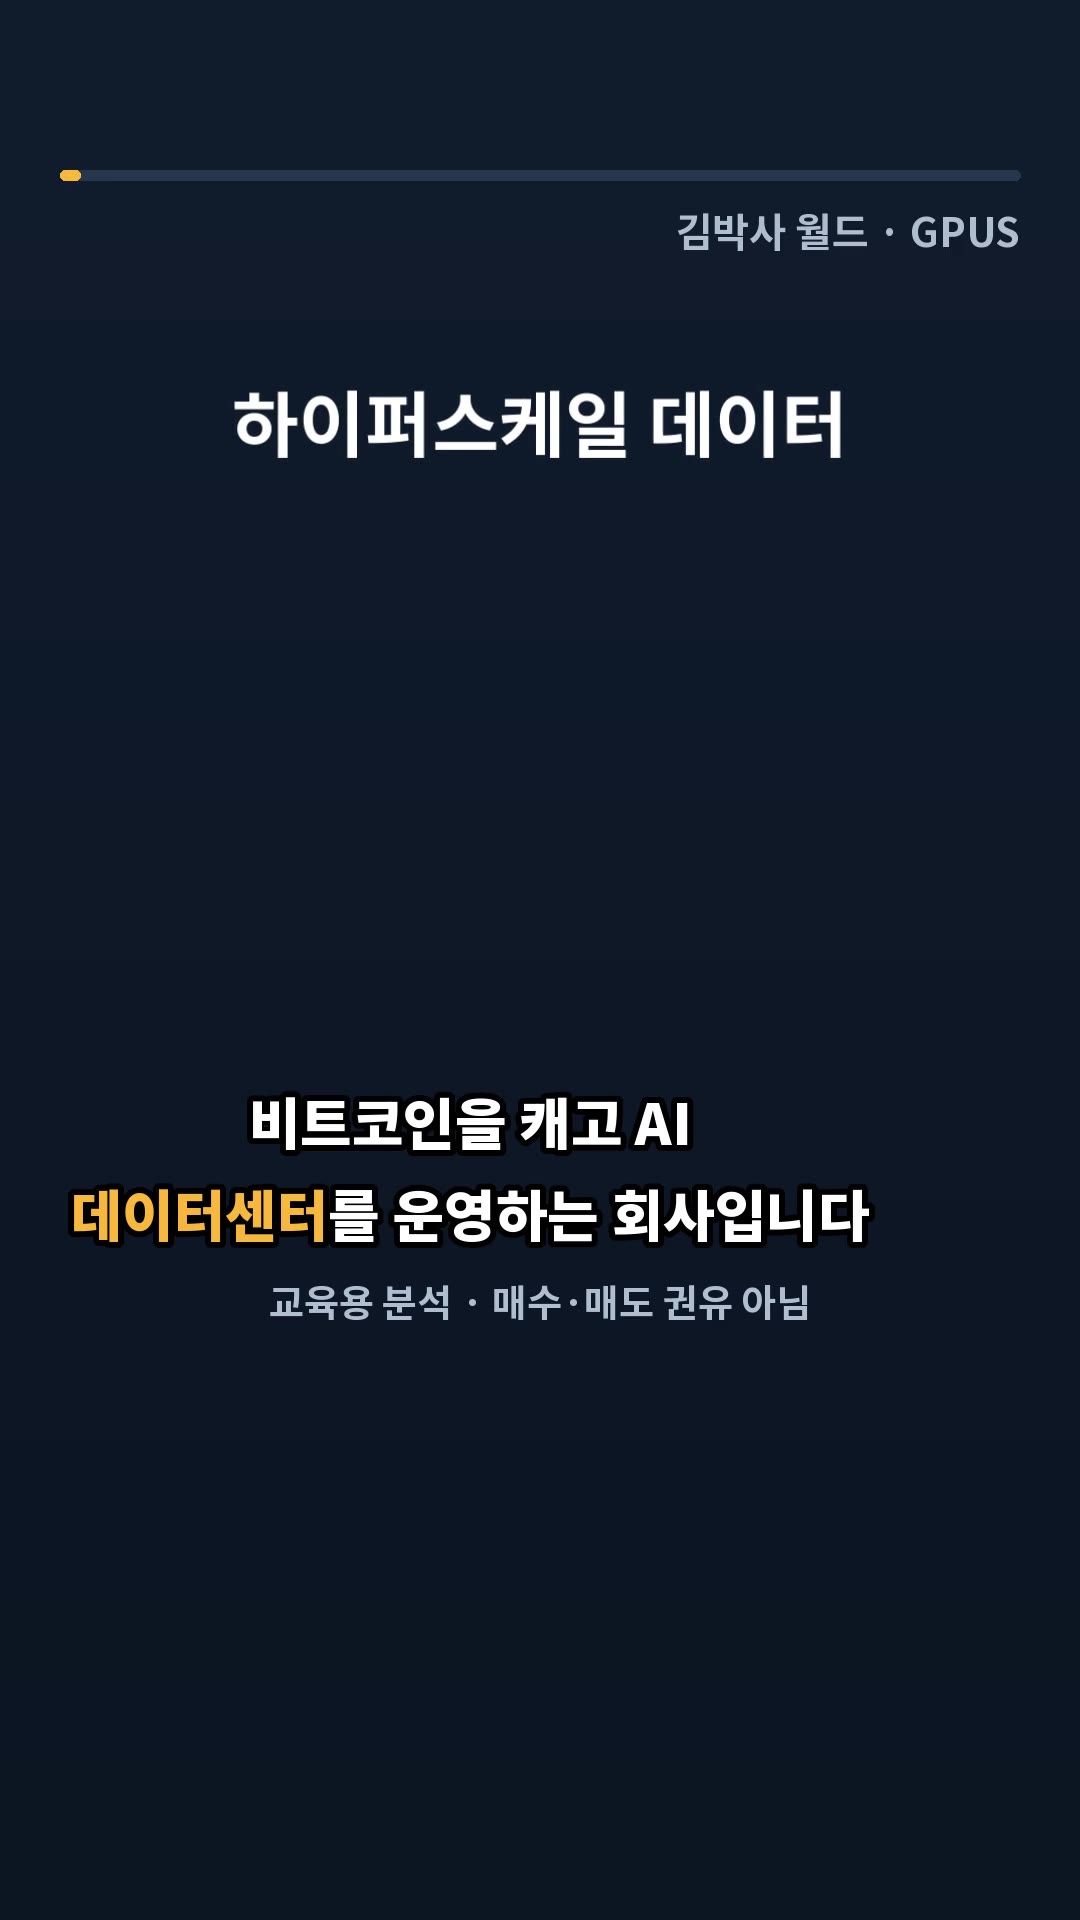 김박사 월드 · GPUS
하이퍼스케일 데이터
비트코인을 캐고 AI
데이터센터를 운영하는 회사입니다
교육용 분석 · 매수·매도 권유 아님